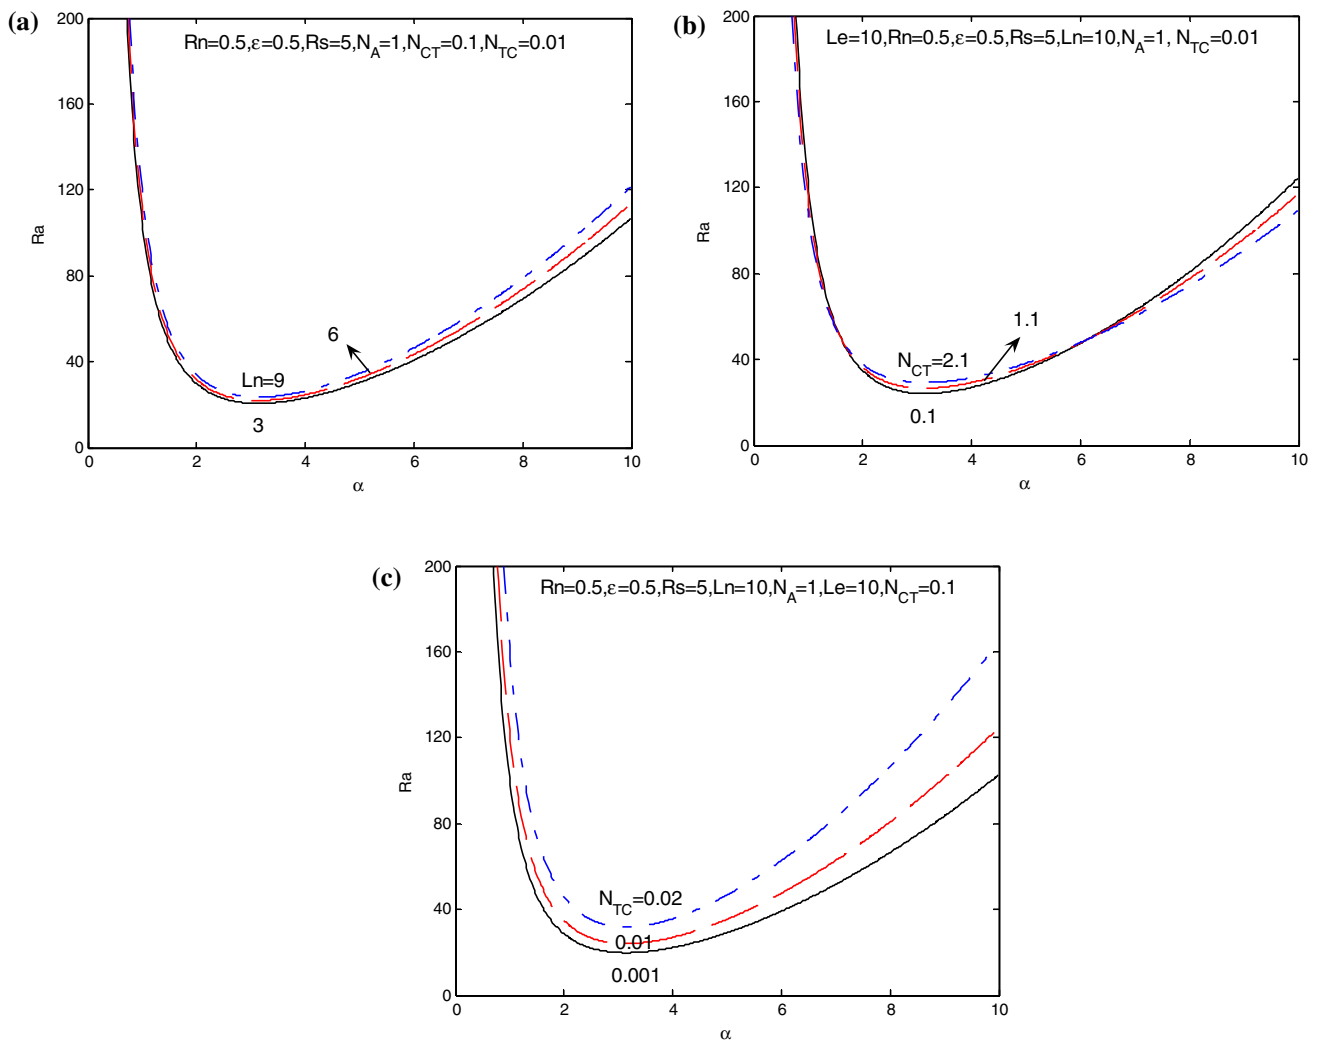 (a)
Rn=0.5,ε=0.5,Rs=5,N_A=1,N_CT=0.1,N_TC=0.01
200
160
120
80
40
0
Ra
6
Ln=9
3
0 2 4 6 8 10
α
(b)
Le=10,Rn=0.5,ε=0.5,Rs=5,Ln=10,N_A=1, N_TC=0.01
200
160
120
80
40
0
Ra
1.1
N_CT=2.1
0.1
0 2 4 6 8 10
α
(c)
Rn=0.5,ε=0.5,Rs=5,Ln=10,N_A=1,Le=10,N_CT=0.1
200
160
120
80
40
0
Ra
N_TC=0.02
0.01
0.001
0 2 4 6 8 10
α